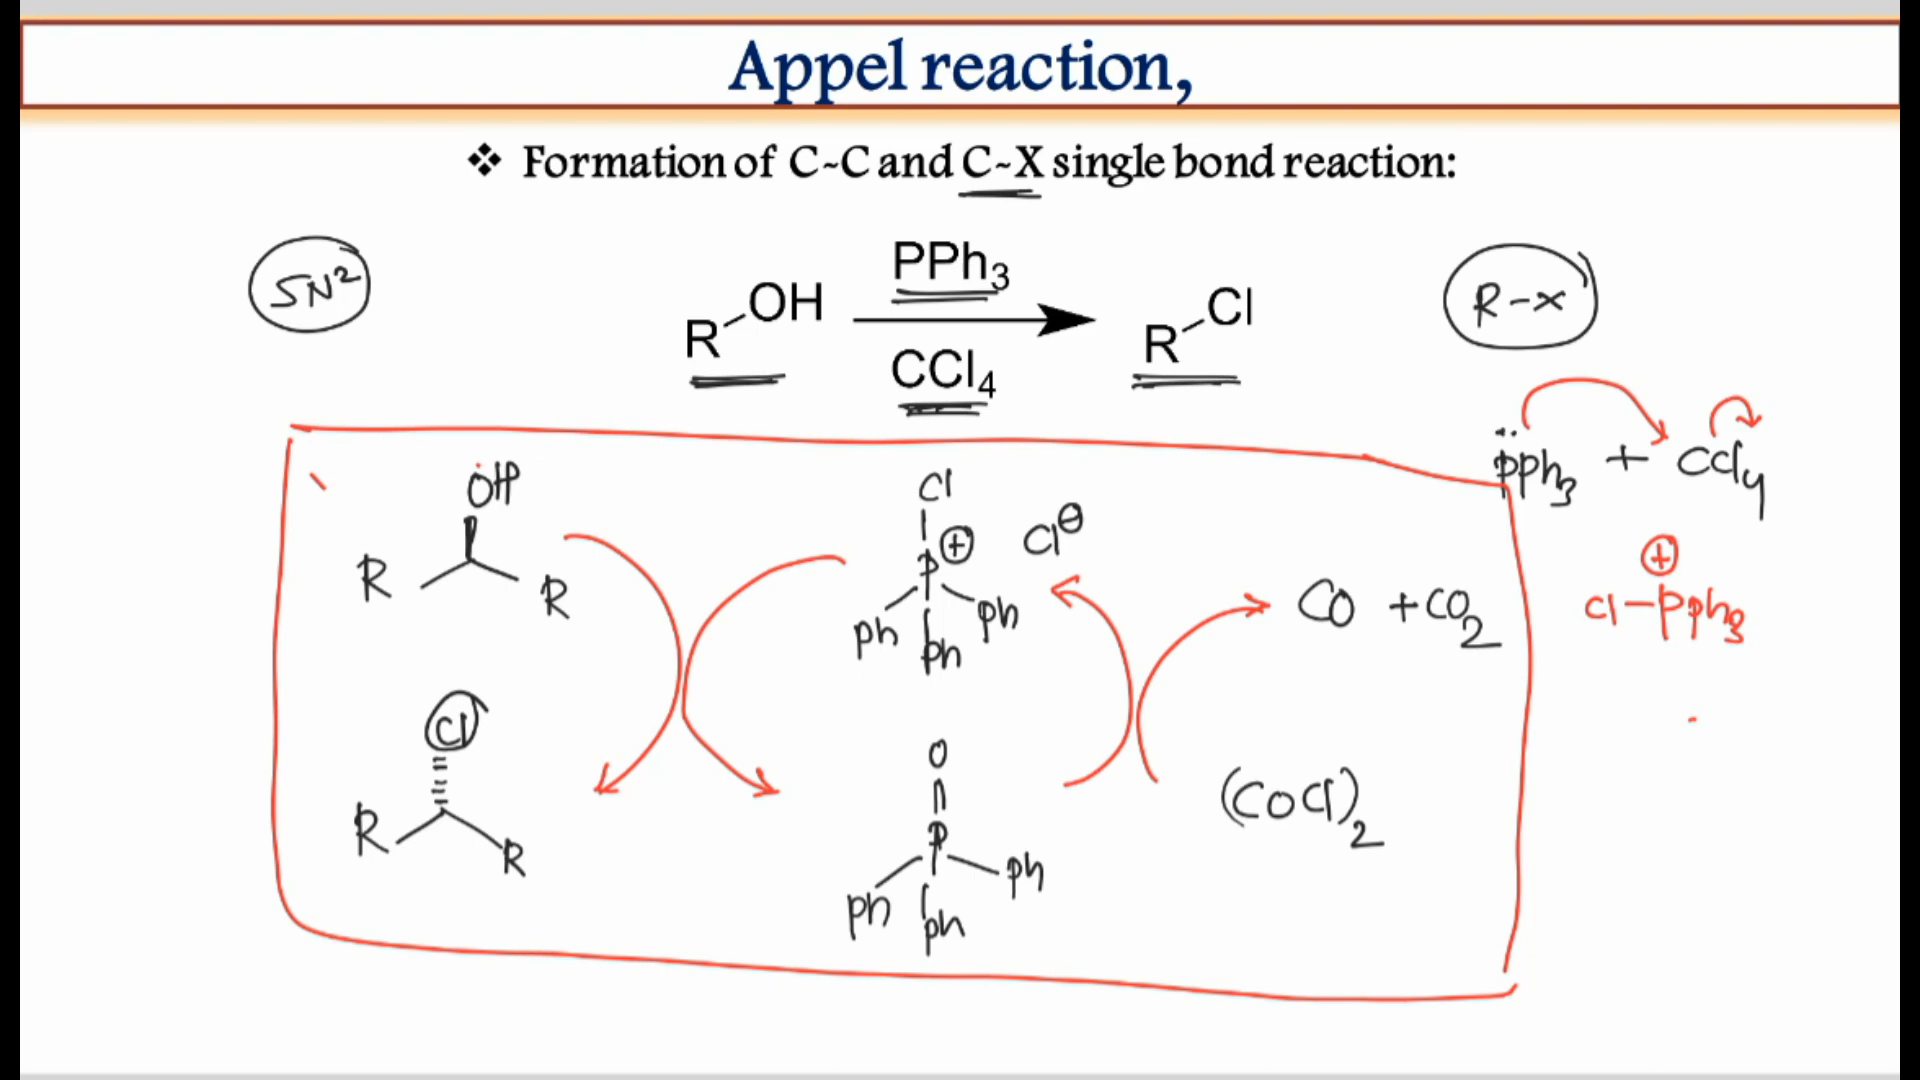 Appel reaction,
❖ Formation of C~C and C~X single bond reaction:
SN²
R OH
PPh₃
CCl₄
R Cl
R-X
PPh₃ + CCl₄
⊕
Cl-PPh₃
OH
R R
Cl
P ⊕ Cl⊖
Ph Ph Ph
CO + CO₂
Cl
R R
O
P
Ph Ph Ph
(COCl)₂